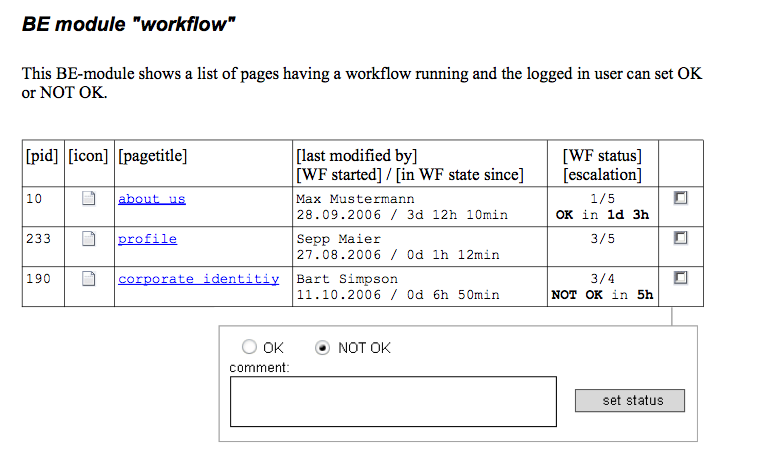 BE module "workflow"
This BE-module shows a list of pages having a workflow running and the logged in user can set OK
or NOT OK.
[pid] [icon] [pagetitle] [last modified by] [WF status]
[WF started] / [in WF state since] [escalation]
10 about us Max Mustermann 1/5
28.09.2006 / 3d 12h 10min OK in 1d 3h
233 profile Sepp Maier 3/5
27.08.2006 / 0d 1h 12min
190 corporate identitiy Bart Simpson 3/4
11.10.2006 / 0d 6h 50min NOT OK in 5h
OK NOT OK
comment:
set status